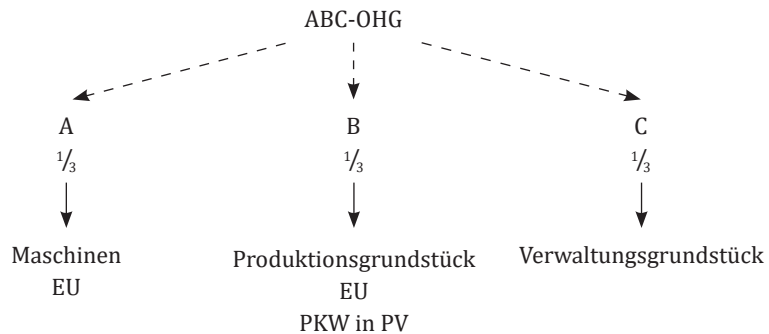 ABC-OHG
A B C
1/3 1/3 1/3
Maschinen Produktionsgrundstück Verwaltungsgrundstück
EU EU
PKW in PV